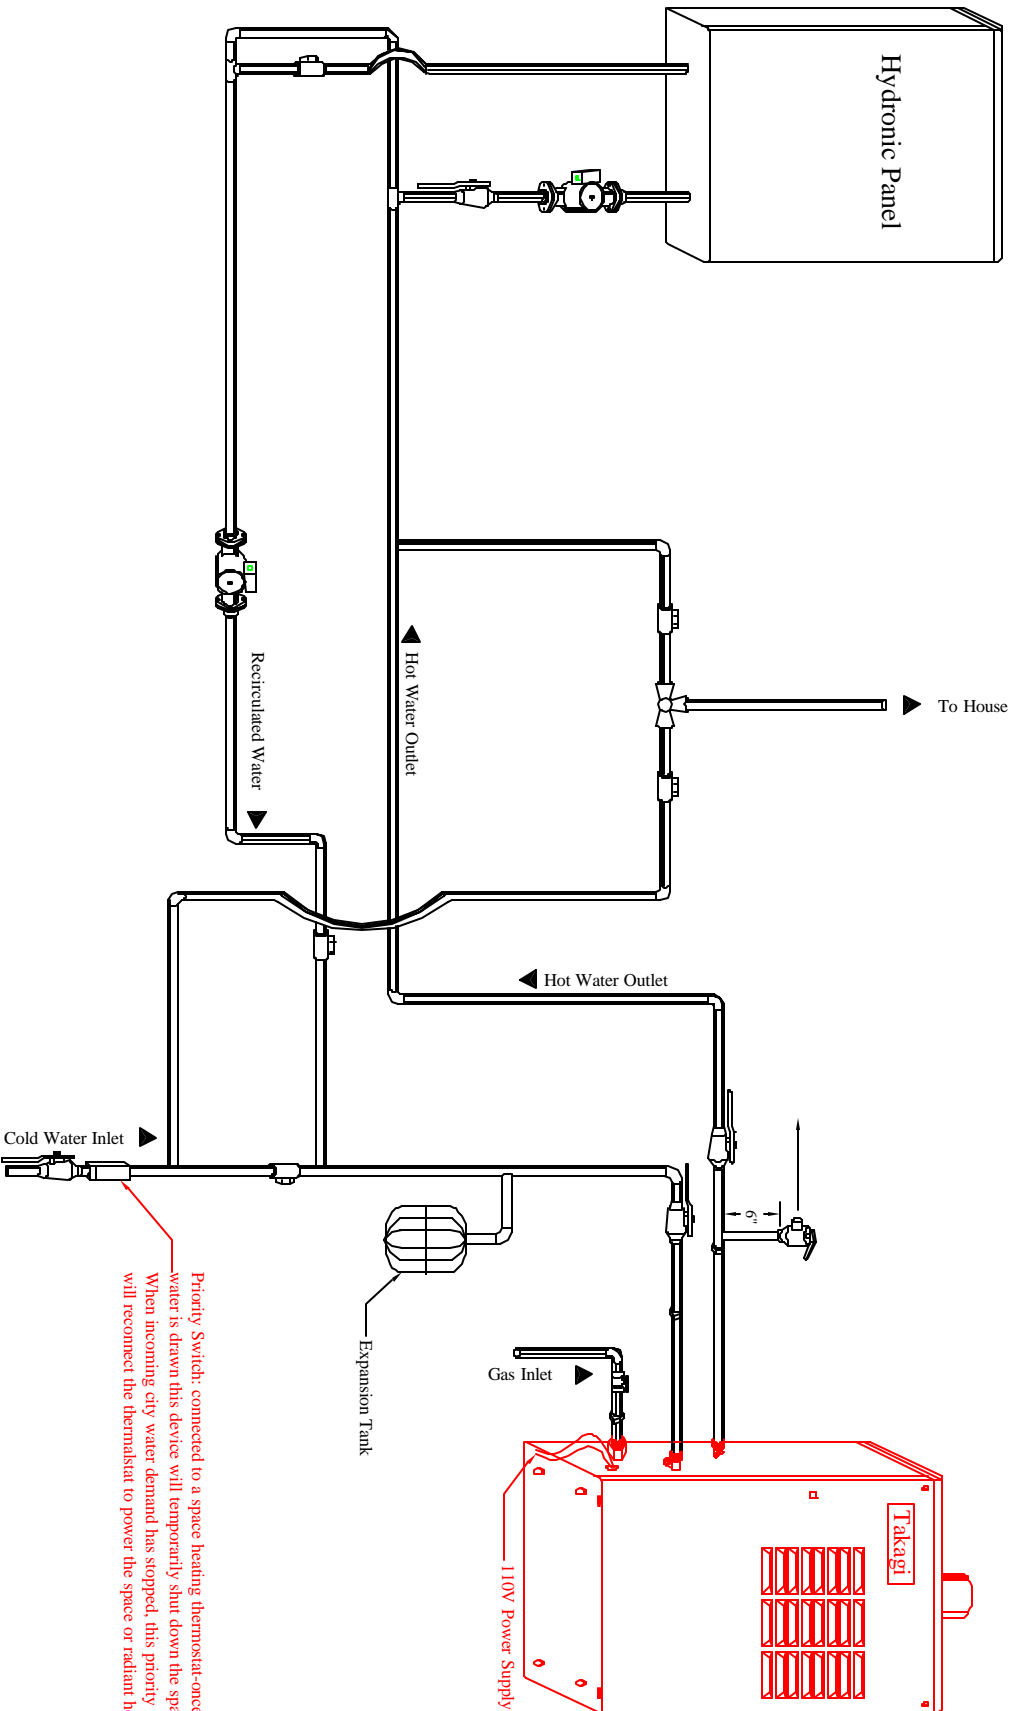 Hydronic Panel
To House
Hot Water Outlet
Recirculated Water
Hot Water Outlet
Cold Water Inlet
6"
Expansion Tank
Gas Inlet
Takagi
110V Power Supply
Priority Switch: connected to a space heating thermostat-once
water is drawn this device will temporarily shut down the spa
When incoming city water demand has stopped, this priority
will reconnect the thermalstat to power the space or radiant h